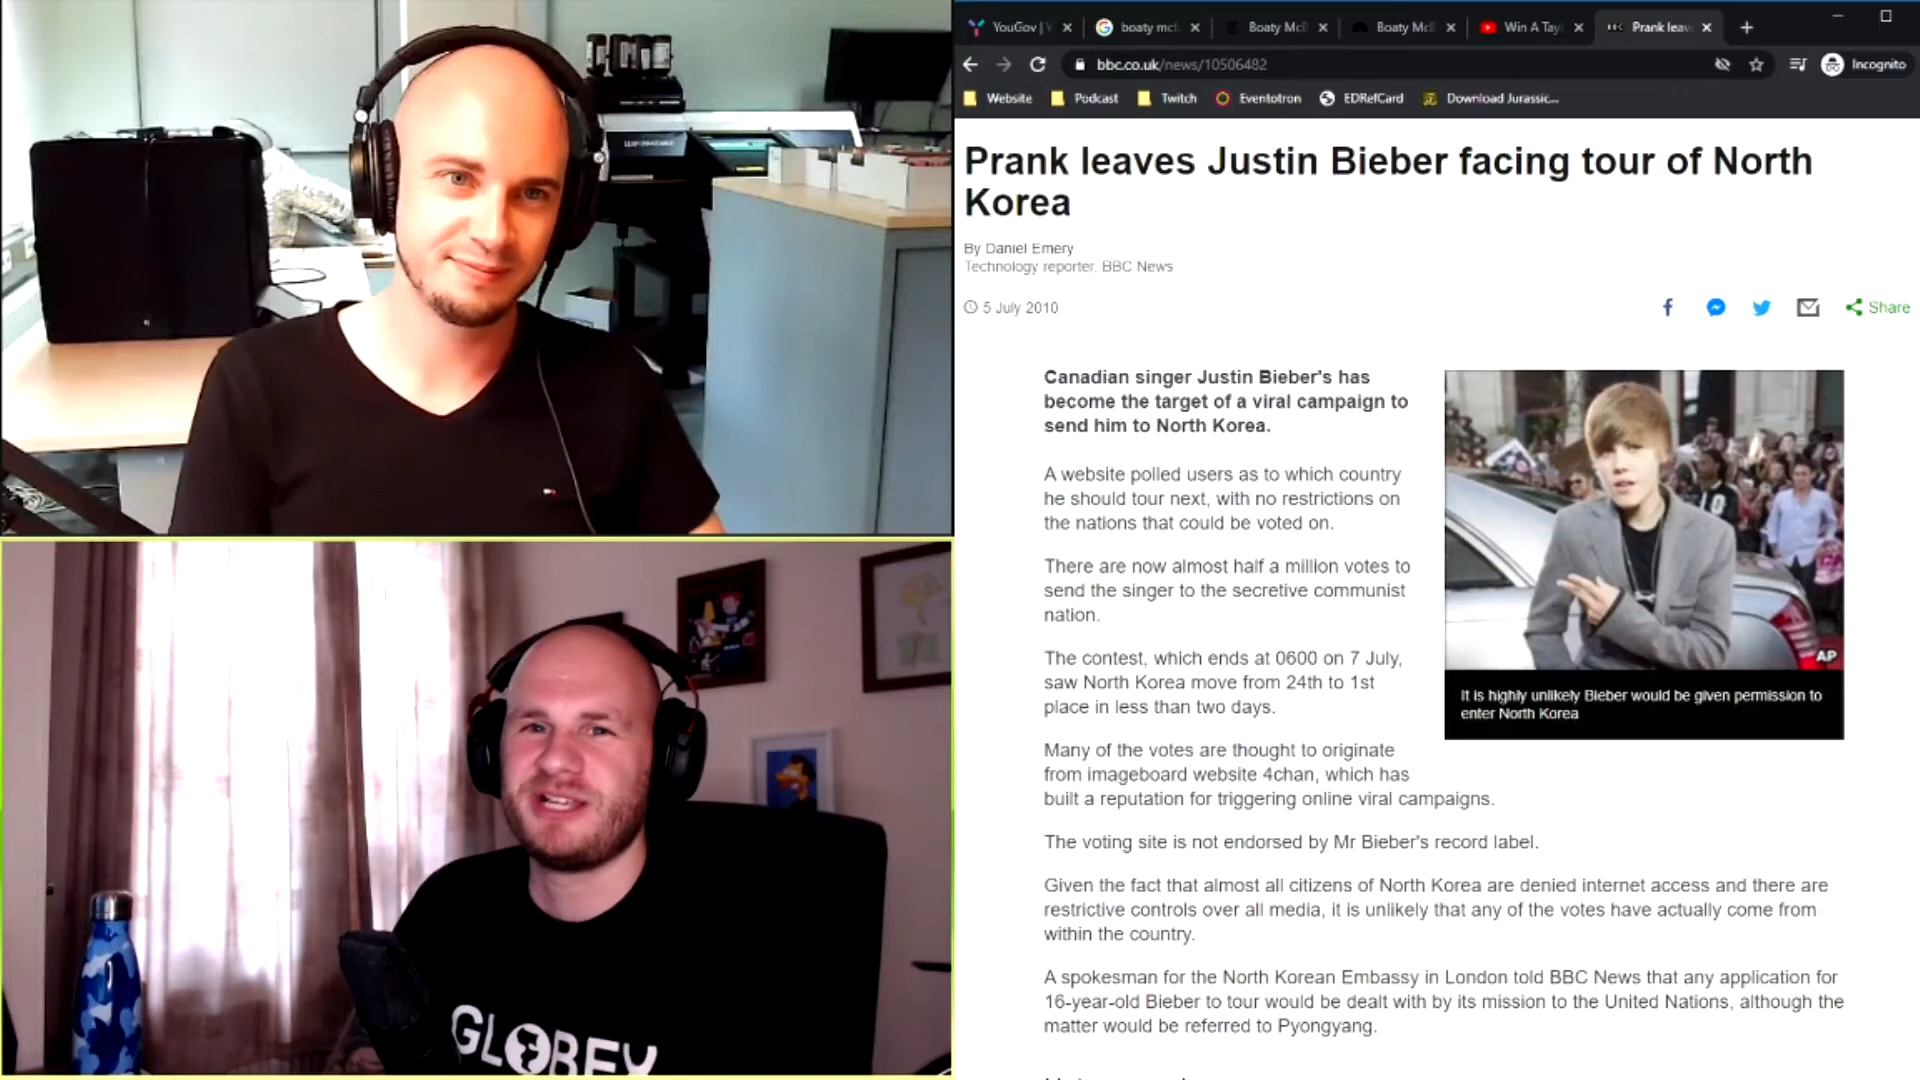 YouGov |
boaty mcf
Boaty McB
Boaty McB
Win A Tay
BBC
Prank leav
bbc.co.uk/news/10506482
Incognito
Website
Podcast
Twitch
Eventotron
EDRefCard
Download Jurassic...
Prank leaves Justin Bieber facing tour of North
Korea
By Daniel Emery
Technology reporter, BBC News
5 July 2010
Share
Canadian singer Justin Bieber's has
become the target of a viral campaign to
send him to North Korea.
A website polled users as to which country
he should tour next, with no restrictions on
the nations that could be voted on.
There are now almost half a million votes to
send the singer to the secretive communist
nation.
The contest, which ends at 0600 on 7 July,
saw North Korea move from 24th to 1st
place in less than two days.
AP
It is highly unlikely Bieber would be given permission to
enter North Korea
Many of the votes are thought to originate
from imageboard website 4chan, which has
built a reputation for triggering online viral campaigns.
The voting site is not endorsed by Mr Bieber's record label.
Given the fact that almost all citizens of North Korea are denied internet access and there are
restrictive controls over all media, it is unlikely that any of the votes have actually come from
within the country.
A spokesman for the North Korean Embassy in London told BBC News that any application for
16-year-old Bieber to tour would be dealt with by its mission to the United Nations, although the
matter would be referred to Pyongyang.
GLOBEY